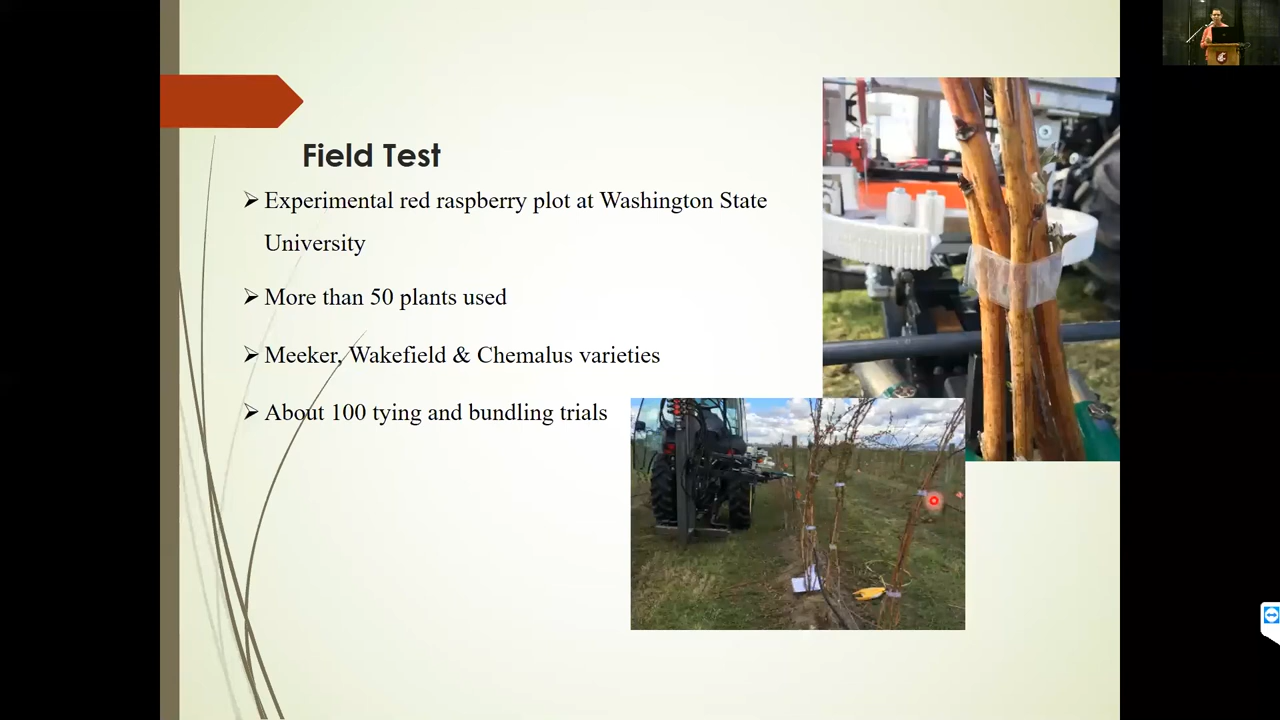 Field Test
Experimental red raspberry plot at Washington State
University
More than 50 plants used
Meeker, Wakefield & Chemalus varieties
About 100 tying and bundling trials